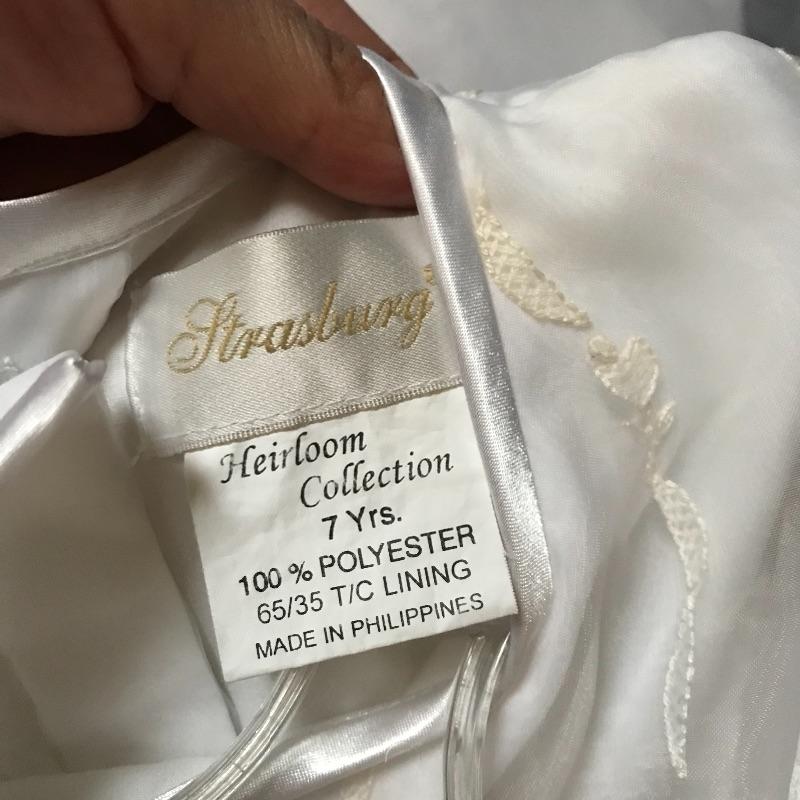 Strasburg
Heirloom
Collection
7 Yrs.
100 % POLYESTER
65/35 T/C LINING
MADE IN PHILIPPINES